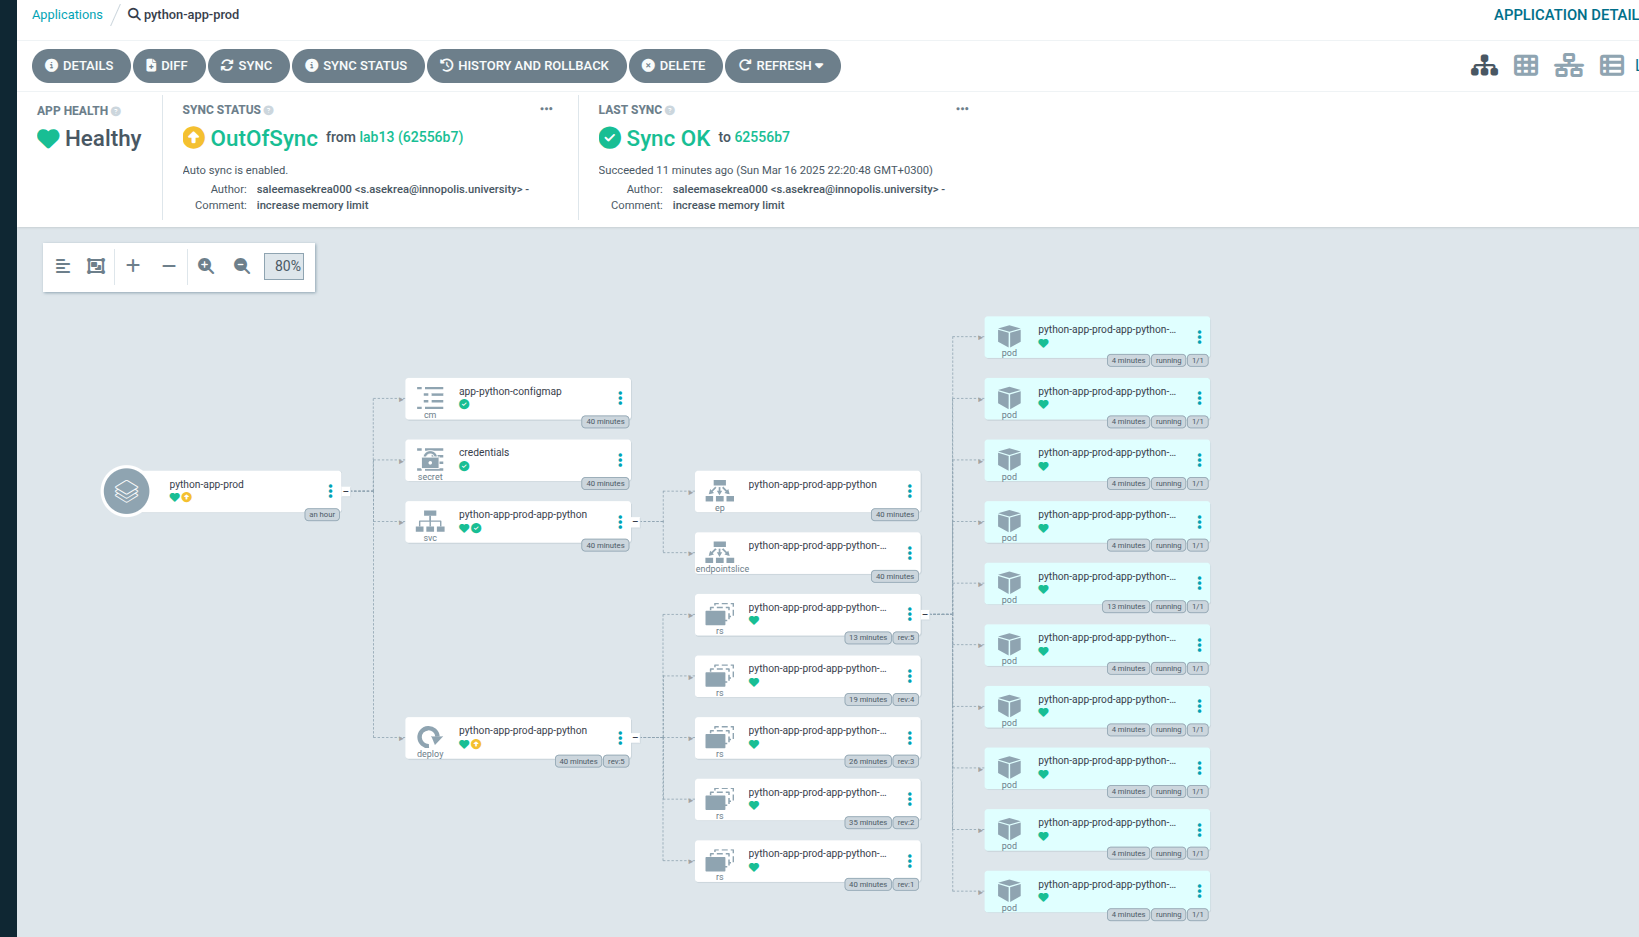 Applications / python-app-prod
APPLICATION DETAIL
DETAILS DIFF SYNC SYNC STATUS HISTORY AND ROLLBACK DELETE REFRESH
APP HEALTH
Healthy
SYNC STATUS
OutOfSync from lab13 (62556b7)
Auto sync is enabled.
Author: saleemasekrea000 <s.asekrea@innopolis.university> -
Comment: increase memory limit
LAST SYNC
Sync OK to 62556b7
Succeeded 11 minutes ago (Sun Mar 16 2025 22:20:48 GMT+0300)
Author: saleemasekrea000 <s.asekrea@innopolis.university> -
Comment: increase memory limit
80%
python-app-prod
an hour
app-python-configmap
cm
40 minutes
credentials
secret
40 minutes
python-app-prod-app-python
svc
40 minutes
python-app-prod-app-python
deploy
40 minutes rev:5
python-app-prod-app-python
ep
40 minutes
python-app-prod-app-python-...
endpointslice
40 minutes
python-app-prod-app-python-...
rs
13 minutes rev:5
python-app-prod-app-python-...
rs
19 minutes rev:4
python-app-prod-app-python-...
rs
26 minutes rev:3
python-app-prod-app-python-...
rs
35 minutes rev:2
python-app-prod-app-python-...
rs
40 minutes rev:1
python-app-prod-app-python-...
pod
4 minutes running 1/1
python-app-prod-app-python-...
pod
4 minutes running 1/1
python-app-prod-app-python-...
pod
4 minutes running 1/1
python-app-prod-app-python-...
pod
4 minutes running 1/1
python-app-prod-app-python-...
pod
13 minutes running 1/1
python-app-prod-app-python-...
pod
4 minutes running 1/1
python-app-prod-app-python-...
pod
4 minutes running 1/1
python-app-prod-app-python-...
pod
4 minutes running 1/1
python-app-prod-app-python-...
pod
4 minutes running 1/1
python-app-prod-app-python-...
pod
4 minutes running 1/1